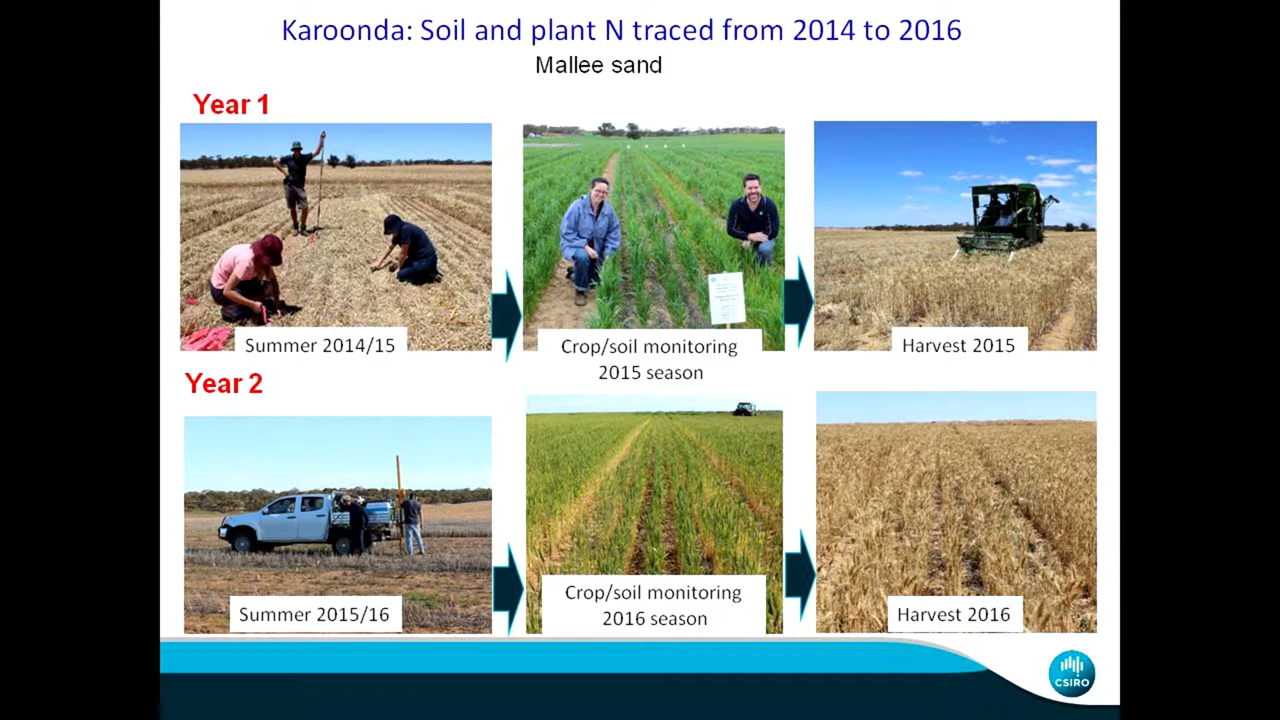 Karoonda: Soil and plant N traced from 2014 to 2016
Mallee sand
Year 1
Summer 2014/15
Crop/soil monitoring
2015 season
Harvest 2015
Year 2
Summer 2015/16
Crop/soil monitoring
2016 season
Harvest 2016
CSIRO